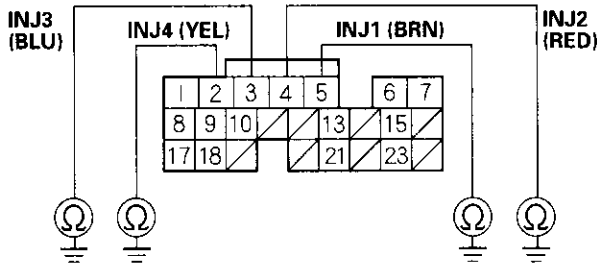 INJ3 (BLU)
INJ4 (YEL)
INJ1 (BRN)
INJ2 (RED)
1 2 3 4 5 6 7
8 9 10 13 15
17 18 21 23
Ω Ω Ω Ω